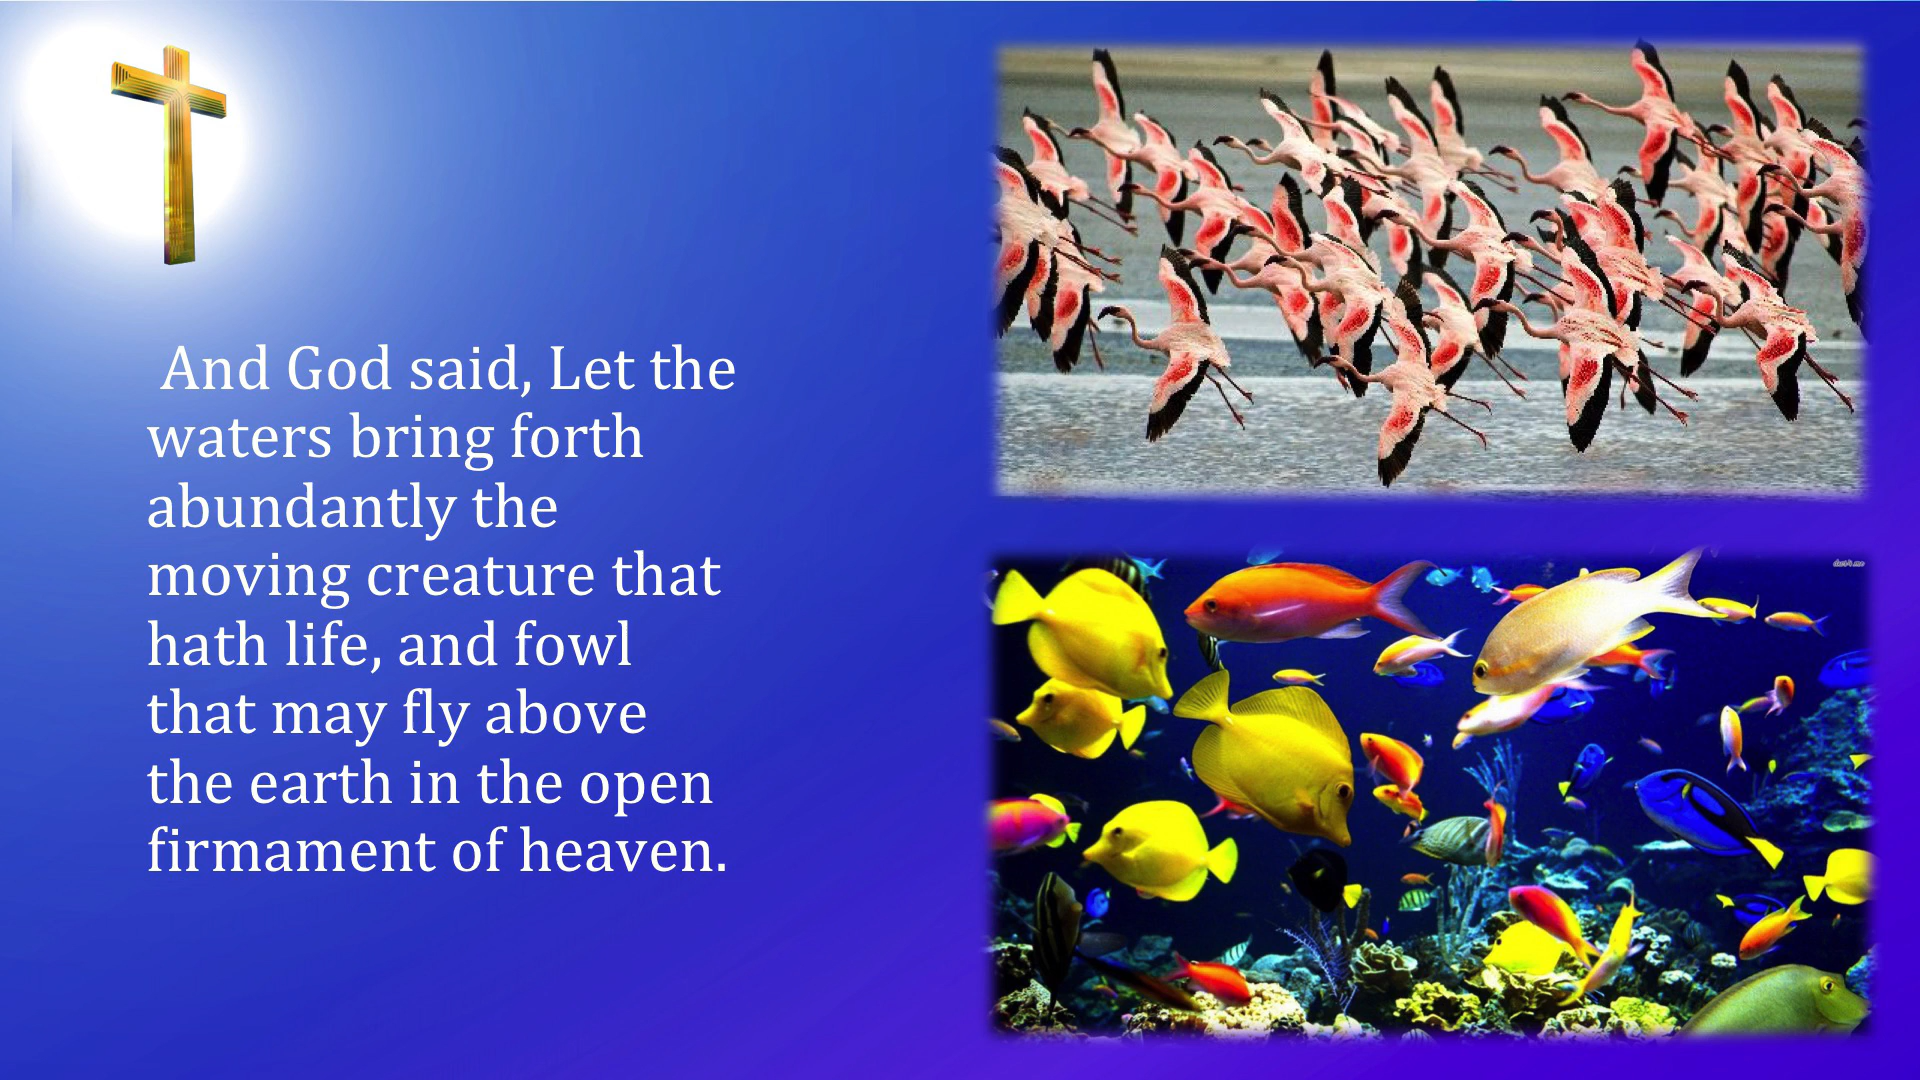 And God said, Let the
waters bring forth
abundantly the
moving creature that
hath life, and fowl
that may fly above
the earth in the open
firmament of heaven.